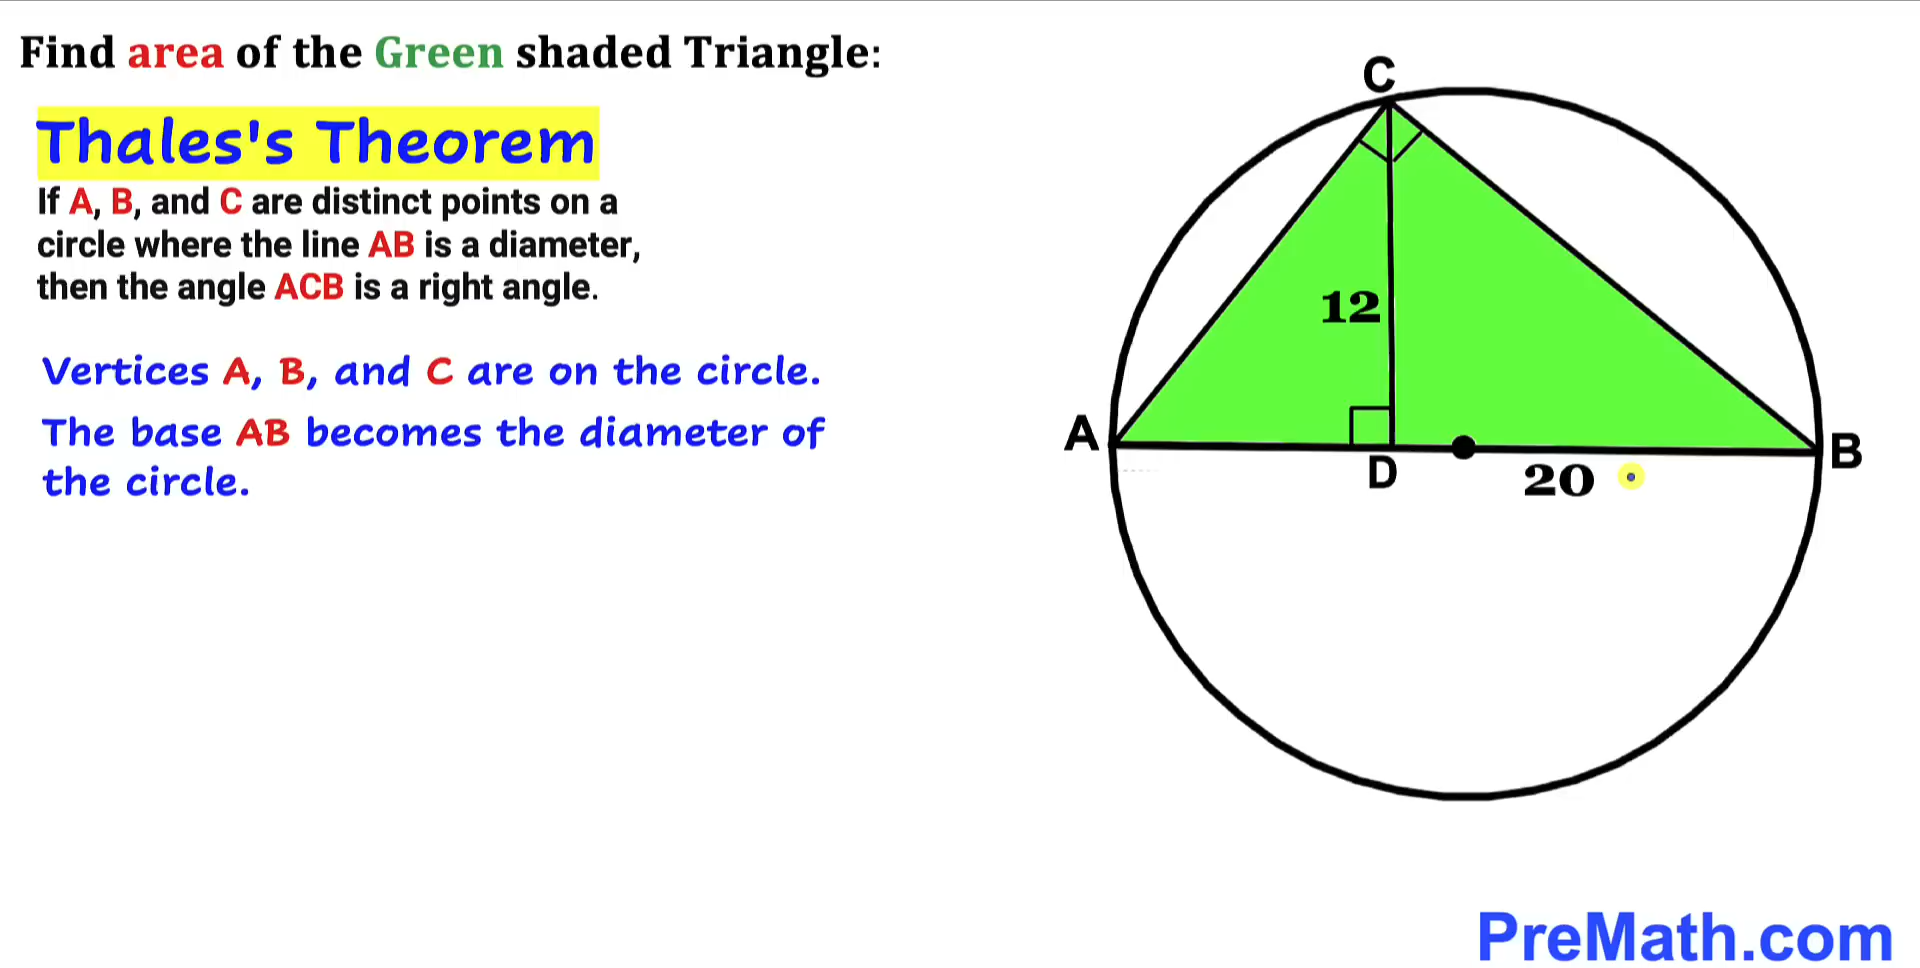 Find area of the Green shaded Triangle:
Thales's Theorem
If A, B, and C are distinct points on a
circle where the line AB is a diameter,
then the angle ACB is a right angle.
Vertices A, B, and C are on the circle.
The base AB becomes the diameter of
the circle.
C
12
A
B
D
20
PreMath.com